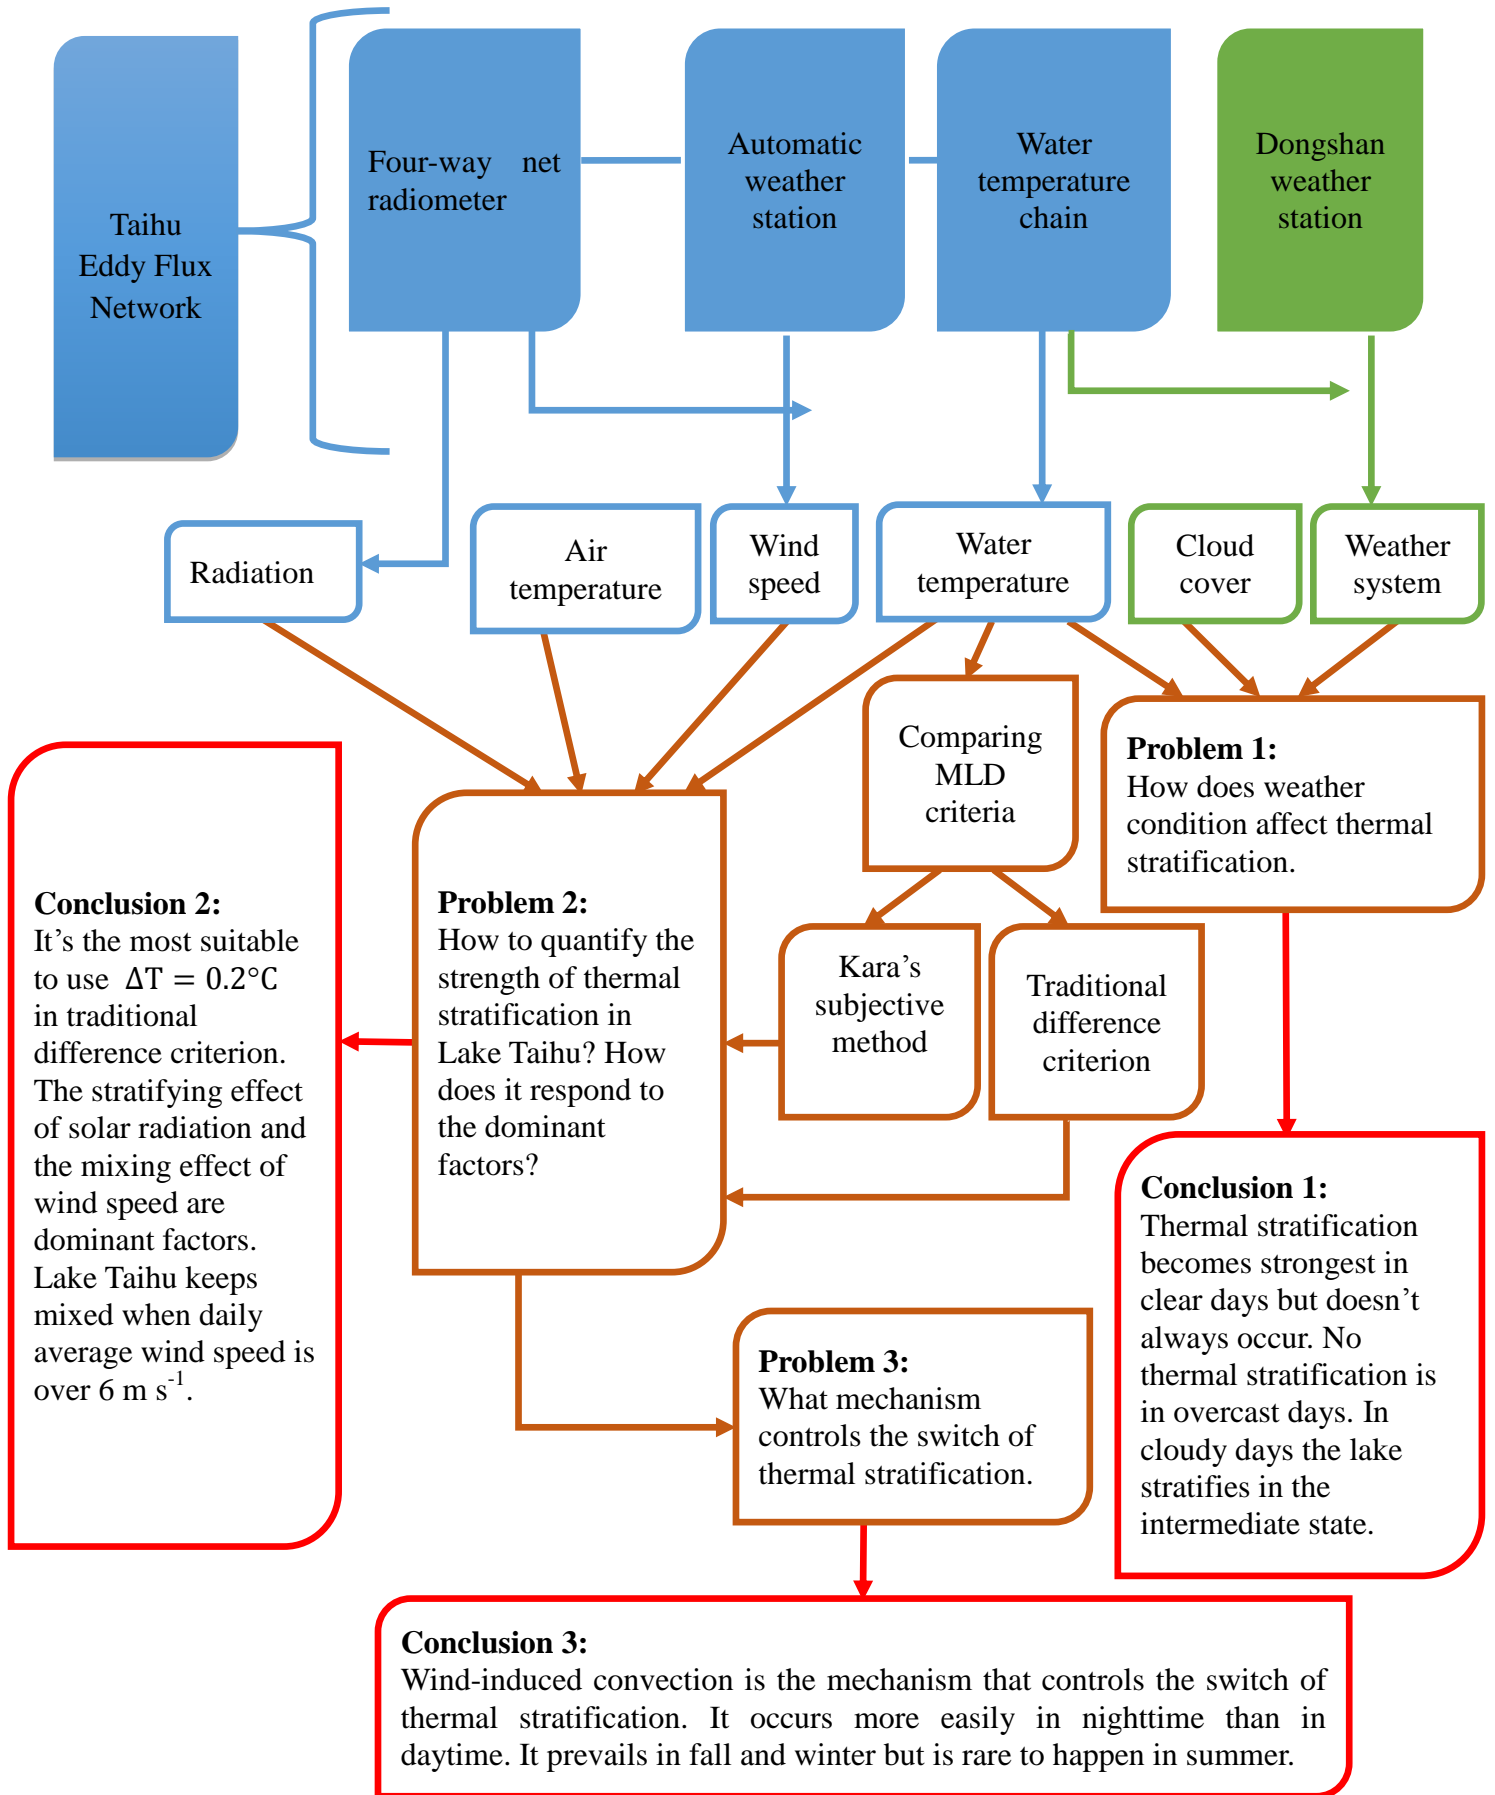 Taihu
Eddy Flux
Network
Four-way net
radiometer
Automatic
weather
station
Water
temperature
chain
Dongshan
weather
station
Radiation
Air
temperature
Wind
speed
Water
temperature
Cloud
cover
Weather
system
Comparing
MLD
criteria
Problem 1:
How does weather
condition affect thermal
stratification.
Conclusion 2:
It’s the most suitable
to use ΔT = 0.2°C
in traditional
difference criterion.
The stratifying effect
of solar radiation and
the mixing effect of
wind speed are
dominant factors.
Lake Taihu keeps
mixed when daily
average wind speed is
over 6 m s-1.
Problem 2:
How to quantify the
strength of thermal
stratification in
Lake Taihu? How
does it respond to
the dominant
factors?
Kara’s
subjective
method
Traditional
difference
criterion
Conclusion 1:
Thermal stratification
becomes strongest in
clear days but doesn’t
always occur. No
thermal stratification is
in overcast days. In
cloudy days the lake
stratifies in the
intermediate state.
Problem 3:
What mechanism
controls the switch of
thermal stratification.
Conclusion 3:
Wind-induced convection is the mechanism that controls the switch of
thermal stratification. It occurs more easily in nighttime than in
daytime. It prevails in fall and winter but is rare to happen in summer.